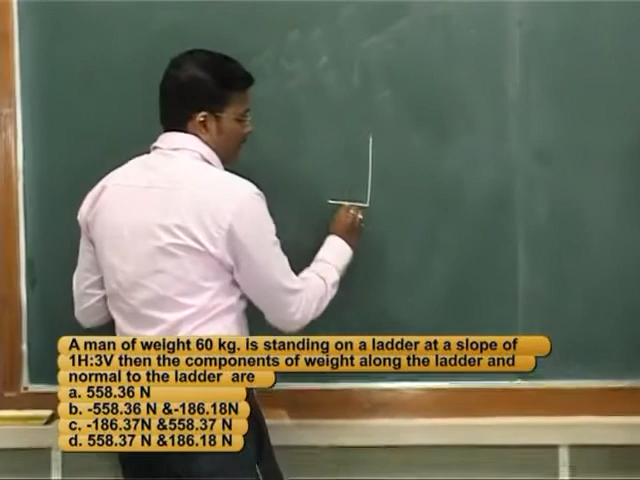 A man of weight 60 kg. is standing on a ladder at a slope of
1H:3V then the components of weight along the ladder and
normal to the ladder are
a. 558.36 N
b. -558.36 N &-186.18N
c. -186.37N &558.37 N
d. 558.37 N &186.18 N